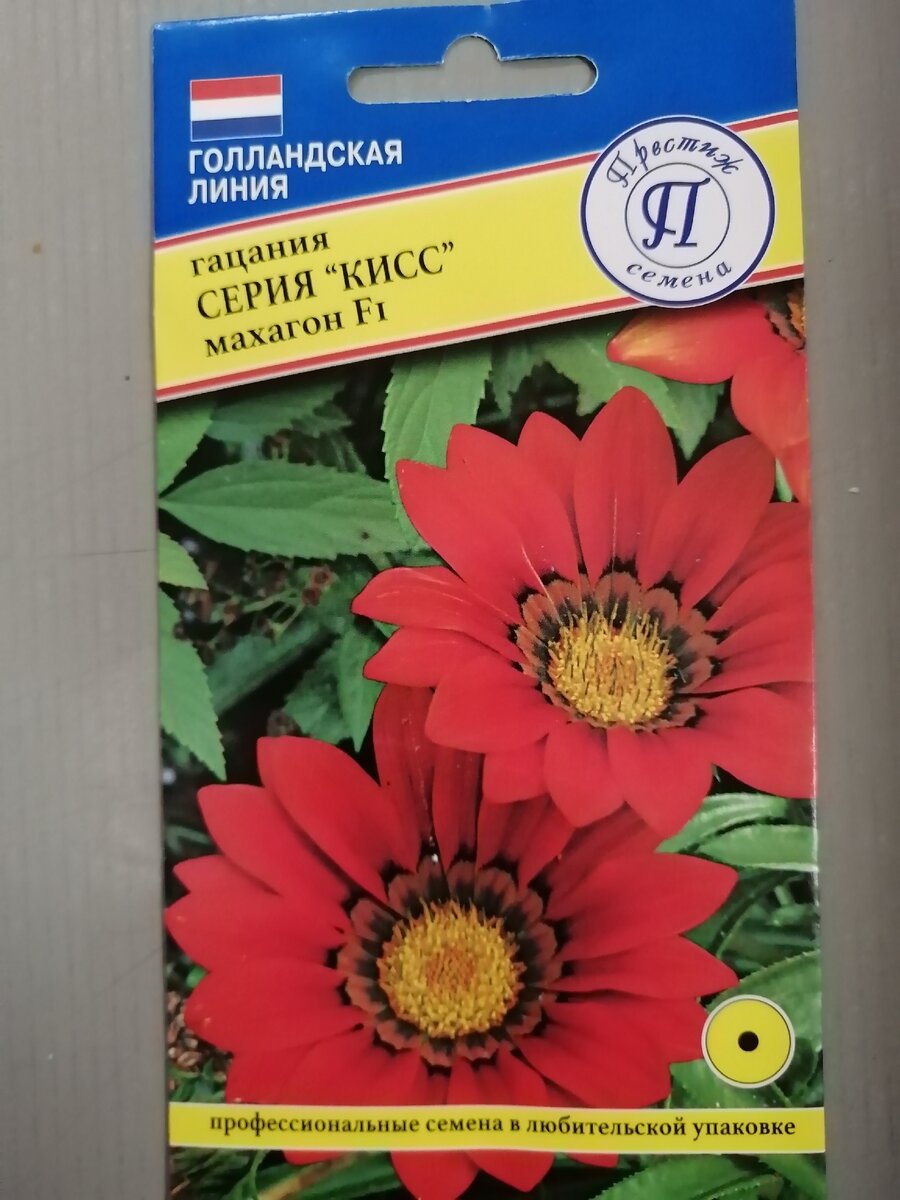 ГОЛЛАНДСКАЯ
ЛИНИЯ
Престиж
П
семена
гацания
СЕРИЯ “КИСС”
махагон F1
профессиональные семена в любительской упаковке